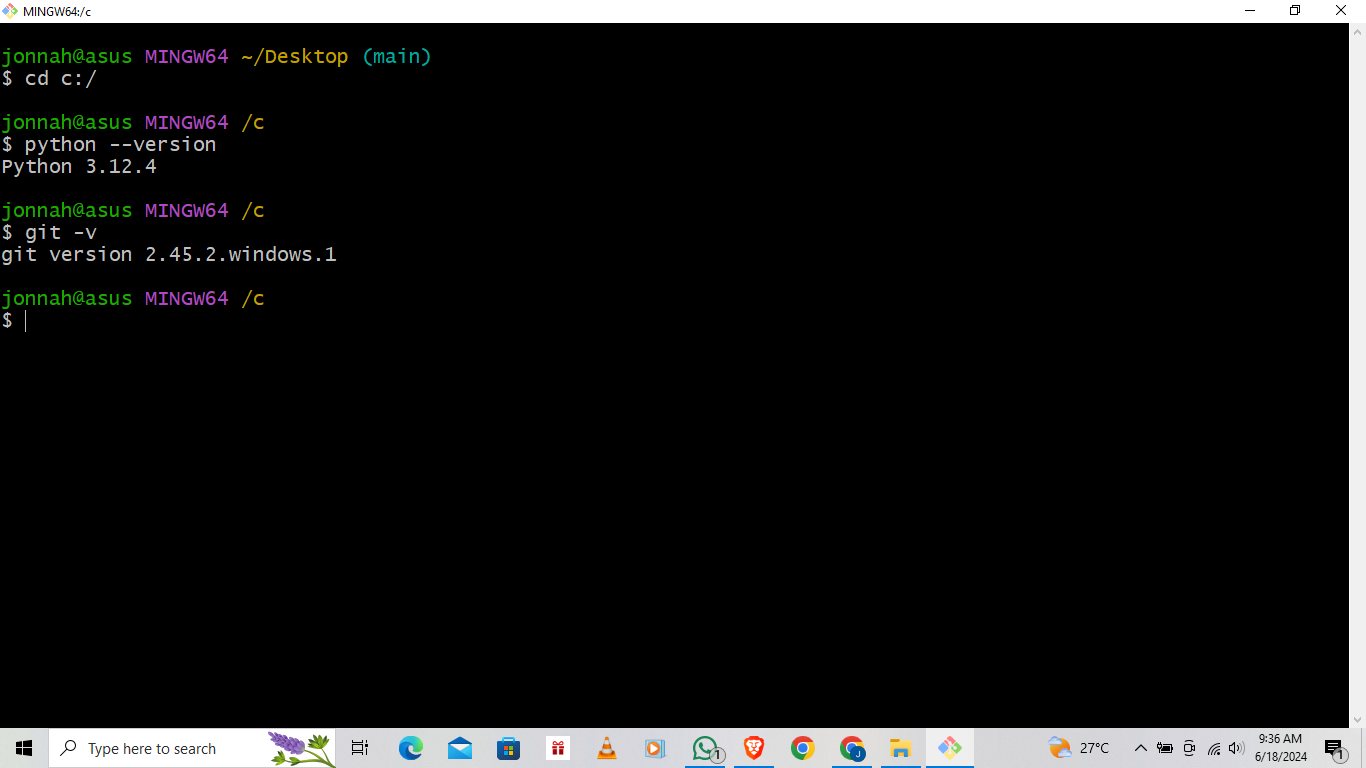 MINGW64:/c
jonnah@asus MINGW64 ~/Desktop (main)
$ cd c:/
jonnah@asus MINGW64 /c
$ python --version
Python 3.12.4
jonnah@asus MINGW64 /c
$ git -v
git version 2.45.2.windows.1
jonnah@asus MINGW64 /c
$
Type here to search
1
J
27°C
9:36 AM
6/18/2024
1